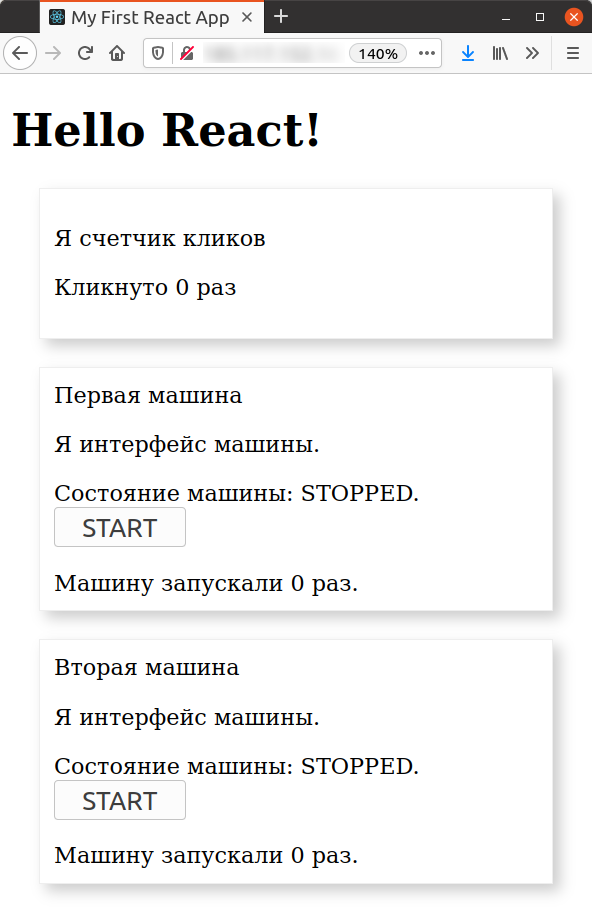 My First React App
140%
Hello React!
Я счетчик кликов
Кликнуто 0 раз
Первая машина
Я интерфейс машины.
Состояние машины: STOPPED.
START
Машину запускали 0 раз.
Вторая машина
Я интерфейс машины.
Состояние машины: STOPPED.
START
Машину запускали 0 раз.